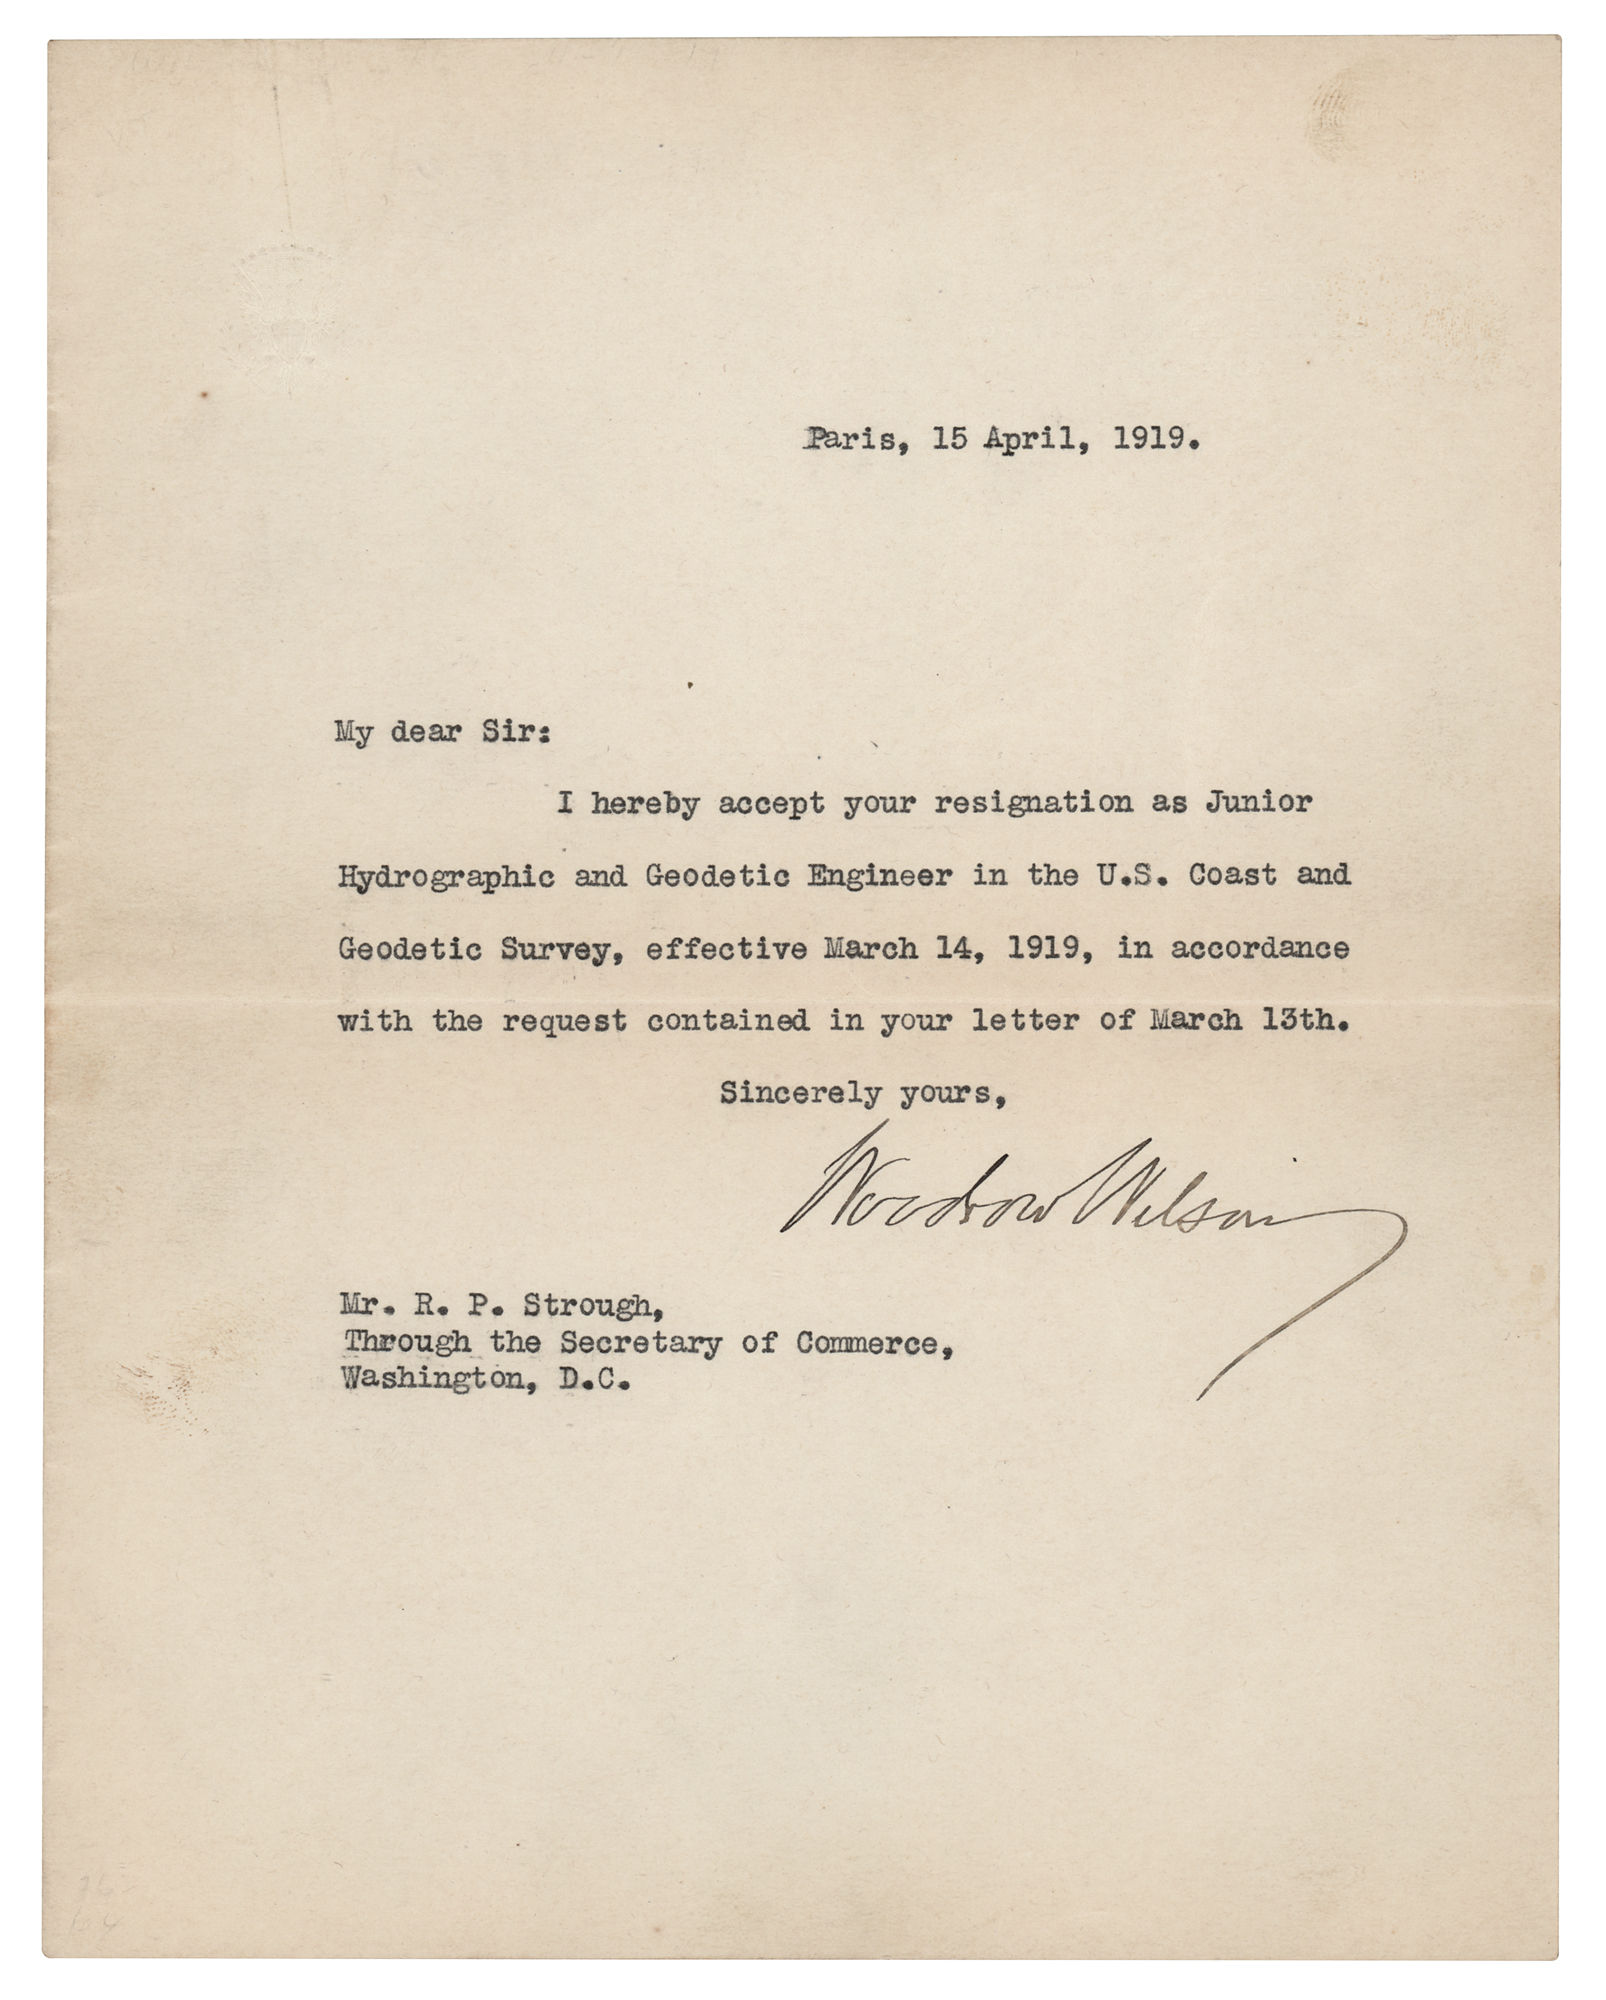 Paris, 15 April, 1919.
My dear Sir:
I hereby accept your resignation as Junior
Hydrographic and Geodetic Engineer in the U.S. Coast and
Geodetic Survey, effective March 14, 1919, in accordance
with the request contained in your letter of March 13th.
Sincerely yours,
Woodrow Wilson
Mr. R. P. Strough,
Through the Secretary of Commerce,
Washington, D.C.